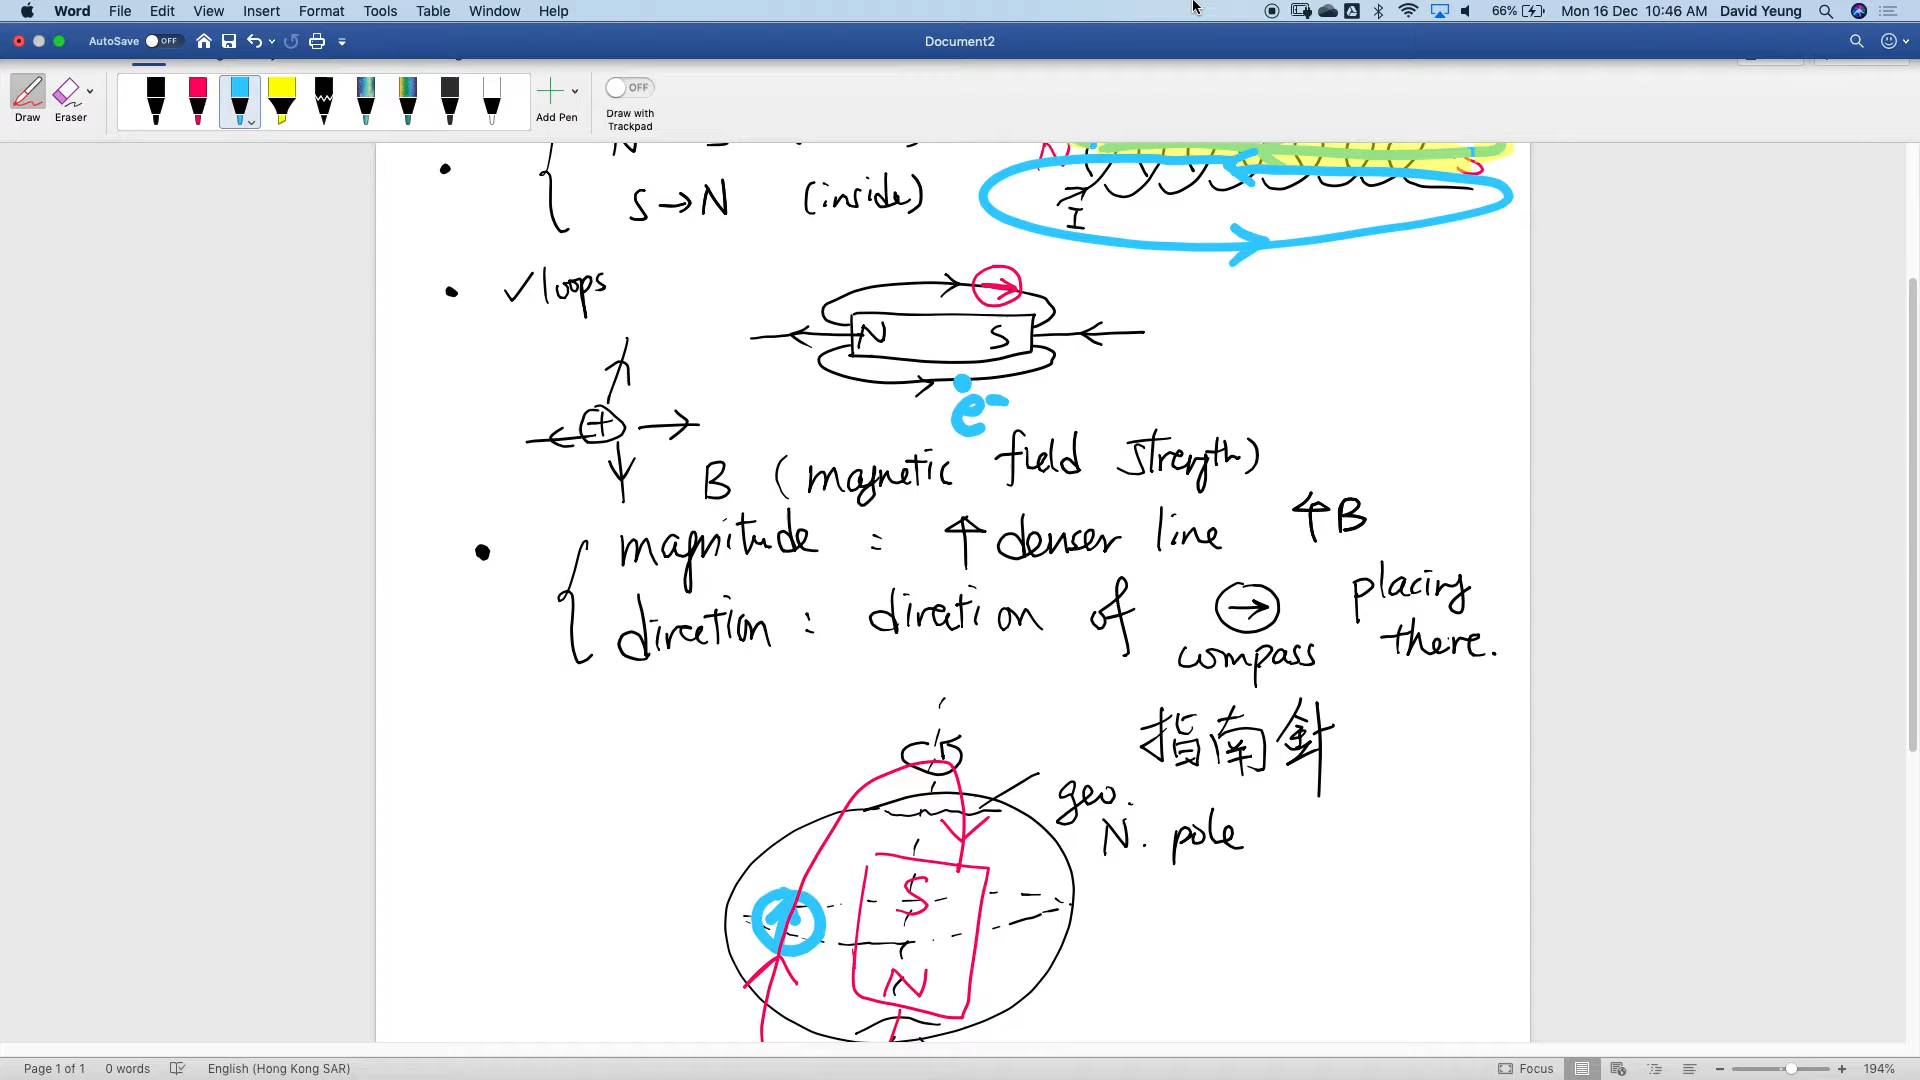 Word File Edit View Insert Format Tools Table Window Help 66% Mon 16 Dec 10:46 AM David Yeung
AutoSave OFF Document2
OFF
Draw Eraser Add Pen Draw with
Trackpad
N S
S → N (inside)
I
✓ loops
N S
e-
+
B (magnetic field strength)
magnitude : ↑ denser line ↑ B
direction : diration of → placing
compass there.
指南針
geo.
N. pole
S
N
Page 1 of 1 0 words English (Hong Kong SAR) Focus 194%